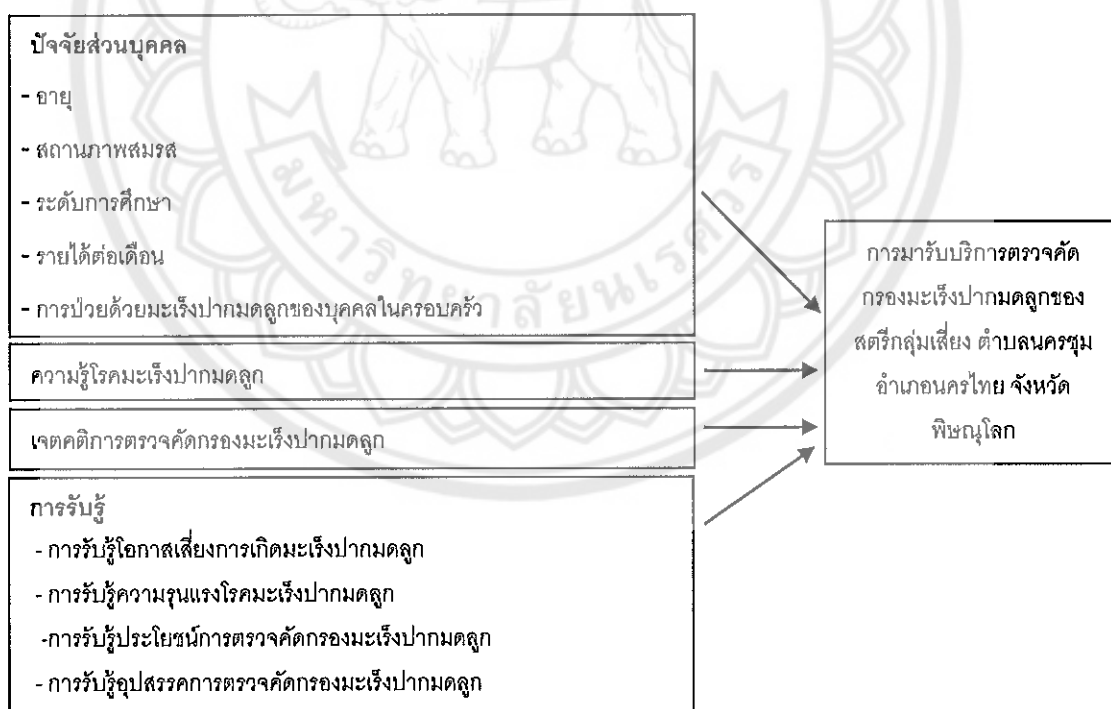 ปัจจัยส่วนบุคคล
- อายุ
- สถานภาพสมรส
- ระดับการศึกษา
- รายได้ต่อเดือน
- การป่วยด้วยมะเร็งปากมดลูกของบุคคลในครอบครัว
ความรู้โรคมะเร็งปากมดลูก
เจตคติการตรวจคัดกรองมะเร็งปากมดลูก
การรับรู้
- การรับรู้โอกาสเสี่ยงการเกิดมะเร็งปากมดลูก
- การรับรู้ความรุนแรงโรคมะเร็งปากมดลูก
-การรับรู้ประโยชน์การตรวจคัดกรองมะเร็งปากมดลูก
- การรับรู้อุปสรรคการตรวจคัดกรองมะเร็งปากมดลูก
การมารับบริการตรวจคัด
กรองมะเร็งปากมดลูกของ
สตรีกลุ่มเสี่ยง ตำบลนครชุม
อำเภอนครไทย จังหวัด
พิษณุโลก
มหาวิทยาลัยนเรศวร